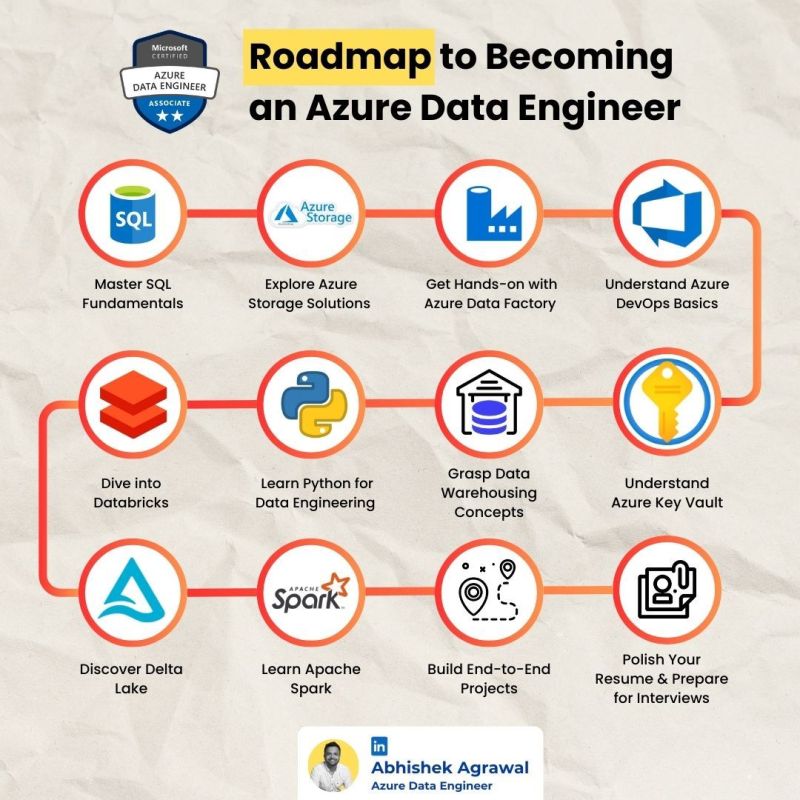 Microsoft
CERTIFIED
AZURE
DATA ENGINEER
ASSOCIATE
Roadmap to Becoming
an Azure Data Engineer
SQL
Azure
Storage
Master SQL
Fundamentals
Explore Azure
Storage Solutions
Get Hands-on with
Azure Data Factory
Understand Azure
DevOps Basics
Dive into
Databricks
Learn Python for
Data Engineering
Grasp Data
Warehousing
Concepts
Understand
Azure Key Vault
APACHE
Spark™
Discover Delta
Lake
Learn Apache
Spark
Build End-to-End
Projects
Polish Your
Resume & Prepare
for Interviews
in
Abhishek Agrawal
Azure Data Engineer